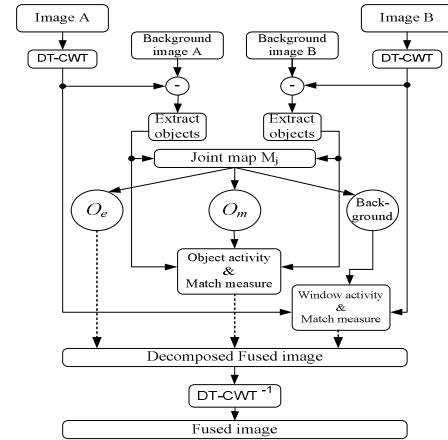 Image A
Image B
Background
image A
Background
image B
DT-CWT
DT-CWT
-
-
Extract
objects
Extract
objects
Joint map Mj
Oe
Om
Back-
ground
Object activity
&
Match measure
Window activity
&
Match measure
Decomposed Fused image
DT-CWT -1
Fused image